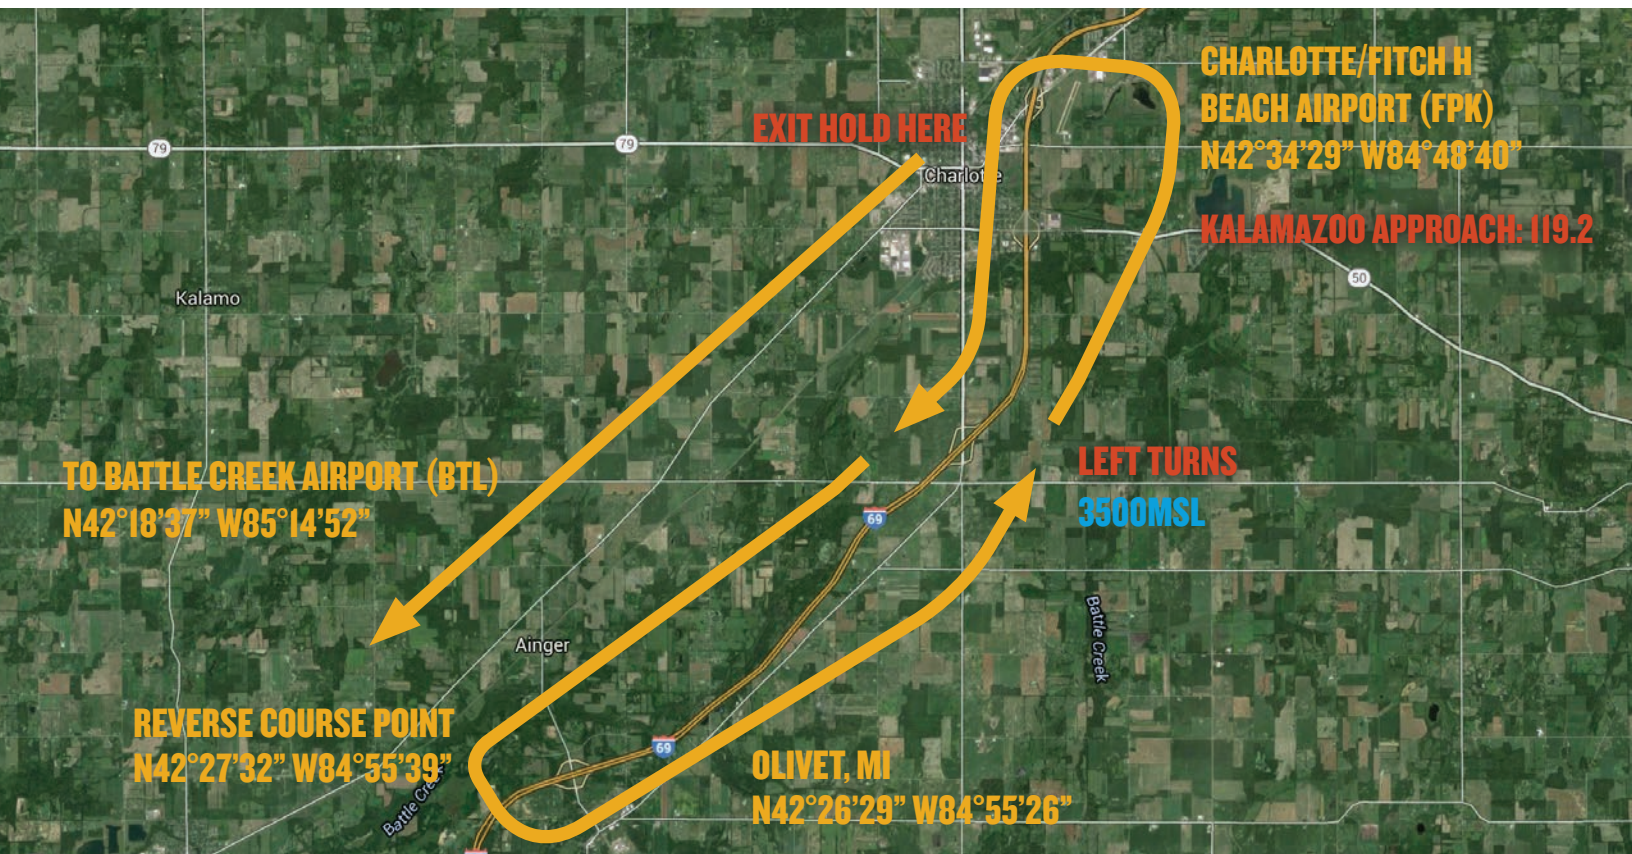 CHARLOTTE/FITCH H
BEACH AIRPORT (FPK)
N42°34'29” W84°48'40”
EXIT HOLD HERE
79
79
Charlotte
KALAMAZOO APPROACH: 119.2
50
Kalamo
TO BATTLE CREEK AIRPORT (BTL)
N42°18'37” W85°14'52”
LEFT TURNS
3500MSL
69
Ainger
Battle Creek
REVERSE COURSE POINT
N42°27'32” W84°55'39”
69
OLIVET, MI
N42°26'29” W84°55'26”
Battle Creek